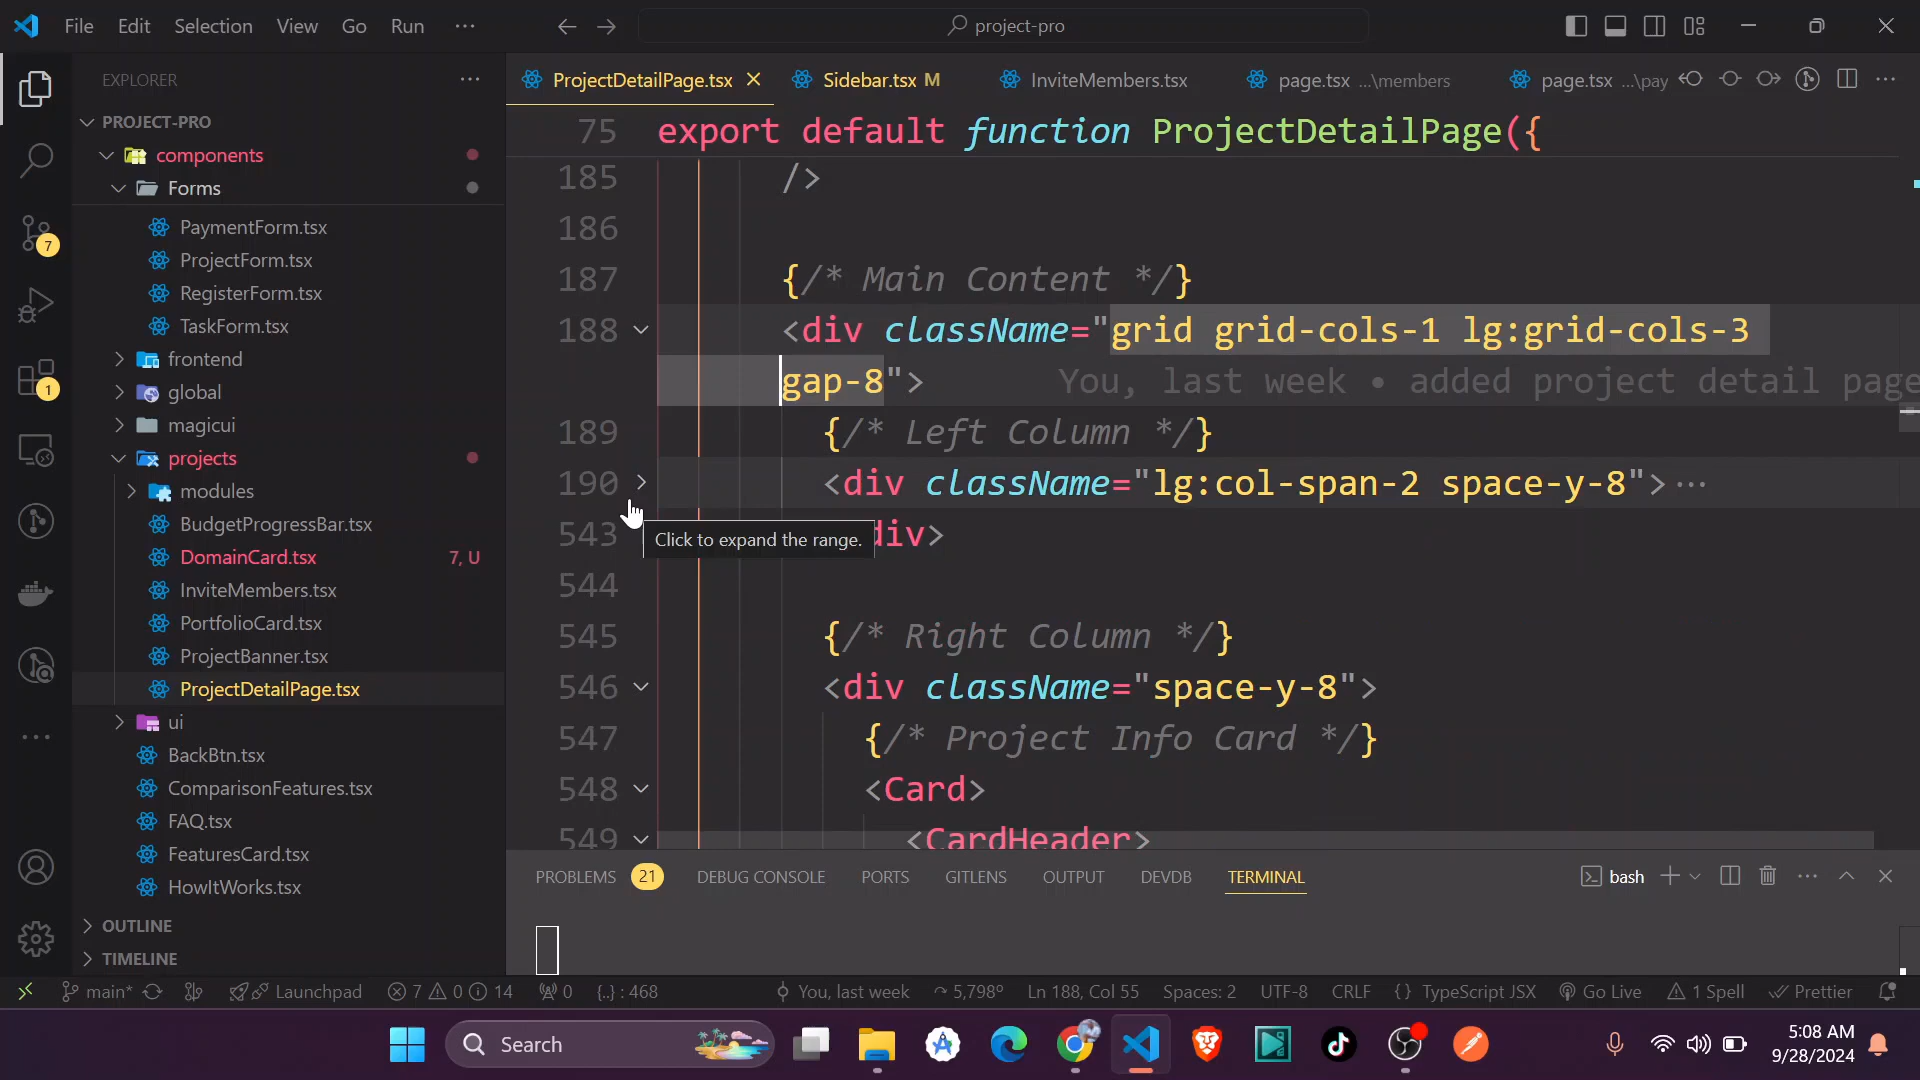 File Edit Selection View Go Run ···
project-pro
EXPLORER
PROJECT-PRO
components
Forms
PaymentForm.tsx
ProjectForm.tsx
RegisterForm.tsx
TaskForm.tsx
frontend
global
magicui
projects
modules
BudgetProgressBar.tsx
DomainCard.tsx 7, U
InviteMembers.tsx
PortfolioCard.tsx
ProjectBanner.tsx
ProjectDetailPage.tsx
ui
BackBtn.tsx
ComparisonFeatures.tsx
FAQ.tsx
FeaturesCard.tsx
HowItWorks.tsx
OUTLINE
TIMELINE
7
1
ProjectDetailPage.tsx Sidebar.tsx M InviteMembers.tsx page.tsx ...\members page.tsx ...\pay
75 export default function ProjectDetailPage({
185 />
186
187 {/* Main Content */}
188 <div className="grid grid-cols-1 lg:grid-cols-3
gap-8"> You, last week • added project detail page
189 {/* Left Column */}
190 <div className="lg:col-span-2 space-y-8">···
543 div>
Click to expand the range.
544
545 {/* Right Column */}
546 <div className="space-y-8">
547 {/* Project Info Card */}
548 <Card>
549 <CardHeader>
PROBLEMS 21 DEBUG CONSOLE PORTS GITLENS OUTPUT DEVDB TERMINAL
bash
main* Launchpad 7 0 14 0 {..} : 468 You, last week 5,798° Ln 188, Col 55 Spaces: 2 UTF-8 CRLF {} TypeScript JSX Go Live 1 Spell Prettier
Search
5:08 AM
9/28/2024